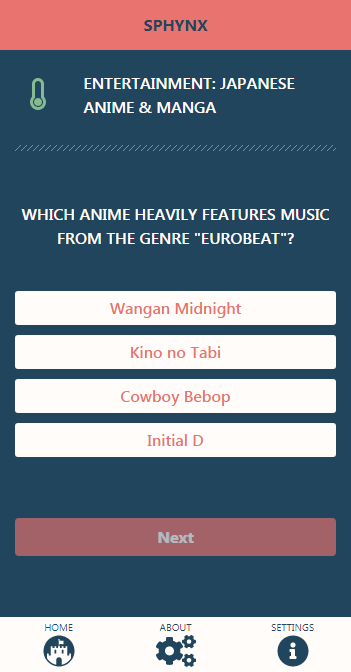 SPHYNX
ENTERTAINMENT: JAPANESE
ANIME & MANGA
WHICH ANIME HEAVILY FEATURES MUSIC
FROM THE GENRE "EUROBEAT"?
Wangan Midnight
Kino no Tabi
Cowboy Bebop
Initial D
Next
HOME
ABOUT
SETTINGS